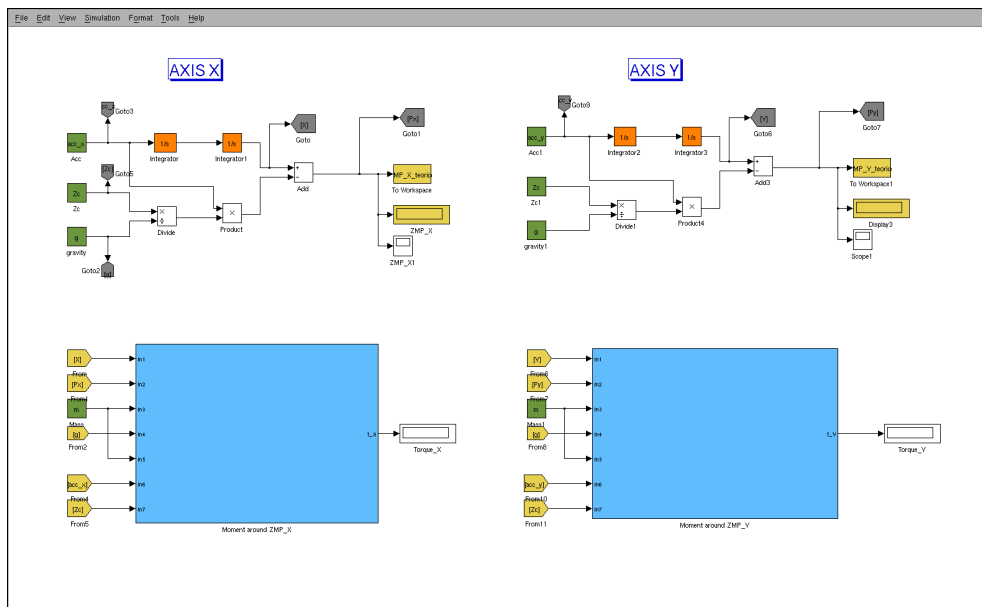 File Edit View Simulation Format Tools Help
AXIS X
AXIS Y
Goto3
acc_x
Acc
1/s
Integrator
1/s
Integrator1
[X]
Goto
[Px]
Goto1
[Zc]
Goto5
Zc
Zc
g
gravity
[g]
Goto2
×
÷
Divide
×
Product
+
−
Add
MP_X_teorio
To Workspace
ZMP_X
ZMP_X1
Goto9
acc_y
Acc1
1/s
Integrator2
1/s
Integrator3
Goto6
[Py]
Goto7
Zc
Zc1
g
gravity1
×
÷
Divide1
×
Product4
+
−
Add3
MP_Y_teorio
To Workspace1
Display3
Scope1
[X]
From
[Px]
From1
m
Mass
[g]
From2
[acc_x]
From4
[Zc]
From5
In1
In2
In3
In4
In5
In6
In7
t_x
Moment around ZMP_X
Torque_X
From6
[Py]
From7
m
Mass1
[g]
From8
[acc_y]
From10
[Zc]
From11
In1
In2
In3
In4
In5
In6
In7
Moment around ZMP_Y
Torque_Y